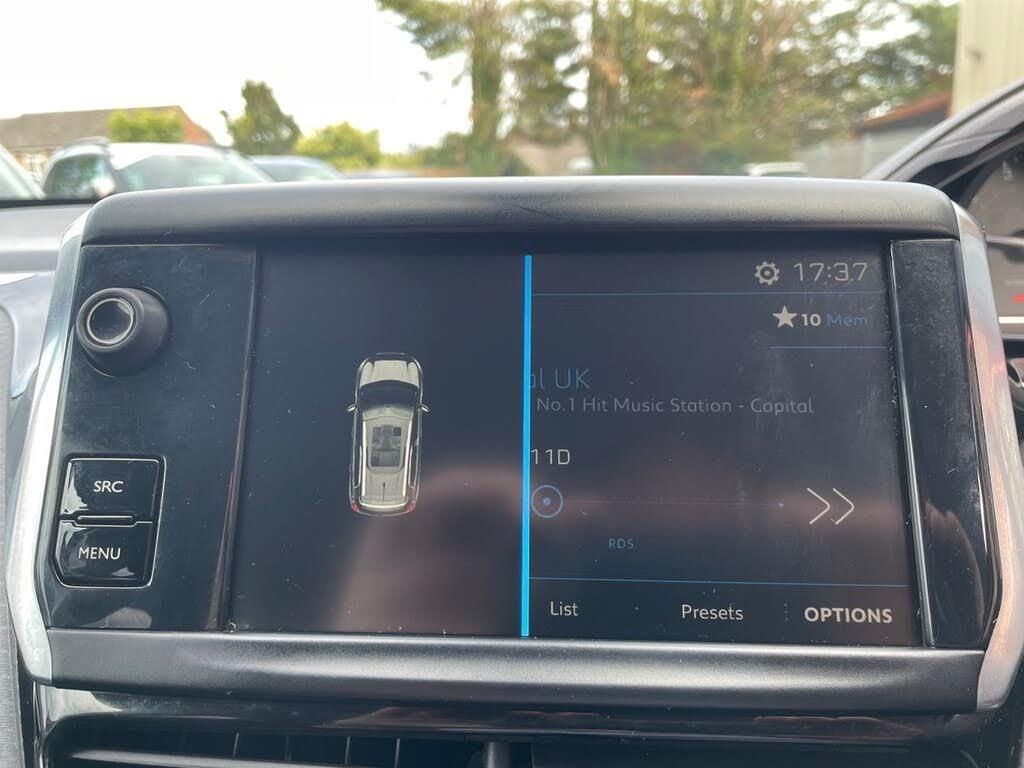 17:37
10 Mem
al UK
No.1 Hit Music Station - Capital
11D
RDS
List Presets OPTIONS
SRC
MENU